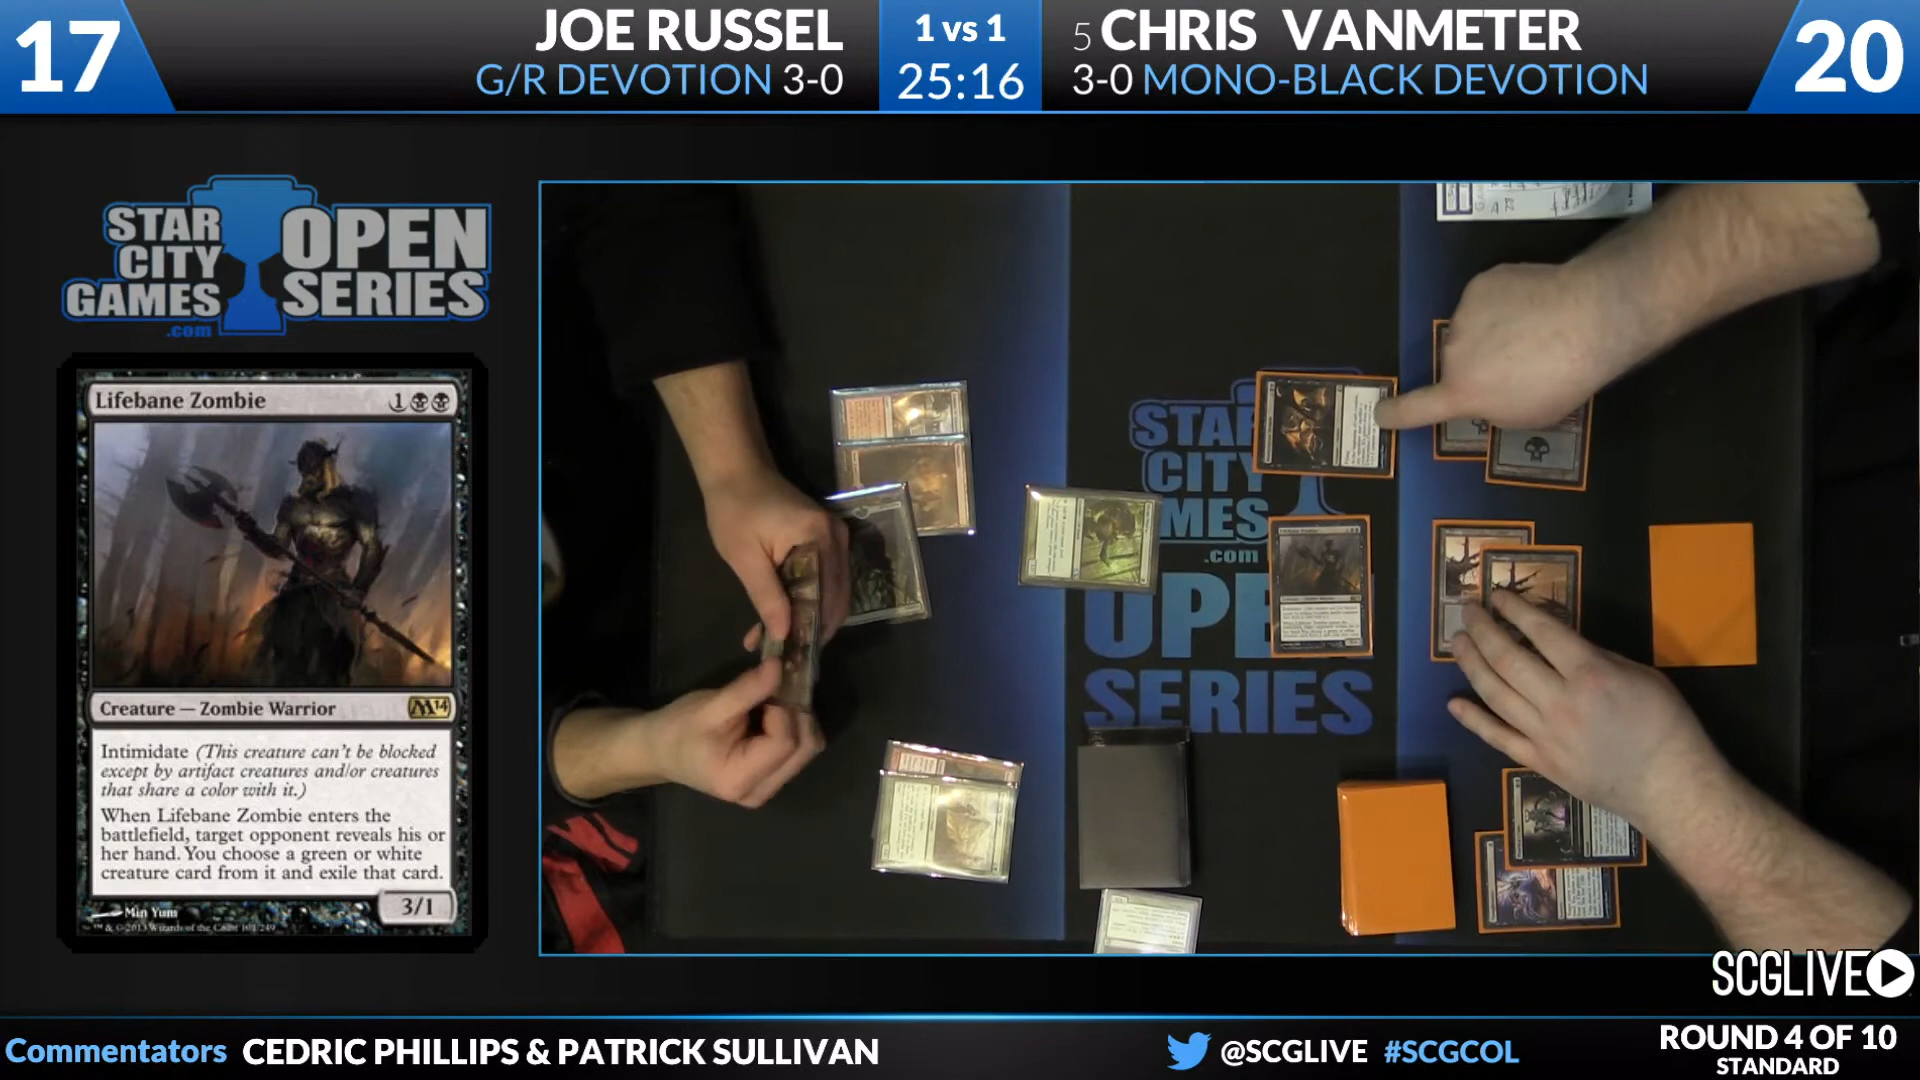 17
JOE RUSSEL
G/R DEVOTION 3-0
1 vs 1
25:16
5 CHRIS VANMETER
3-0 MONO-BLACK DEVOTION
20
STAR CITY GAMES .com
OPEN SERIES
Lifebane Zombie 1
Creature — Zombie Warrior M14
Intimidate (This creature can't be blocked
except by artifact creatures and/or creatures
that share a color with it.)
When Lifebane Zombie enters the
battlefield, target opponent reveals his or
her hand. You choose a green or white
creature card from it and exile that card.
Min Yum
3/1
STAR
CITY
MES
.com
OPE
SERIES
SCGLIVE
Commentators CEDRIC PHILLIPS & PATRICK SULLIVAN
@SCGLIVE #SCGCOL
ROUND 4 OF 10
STANDARD